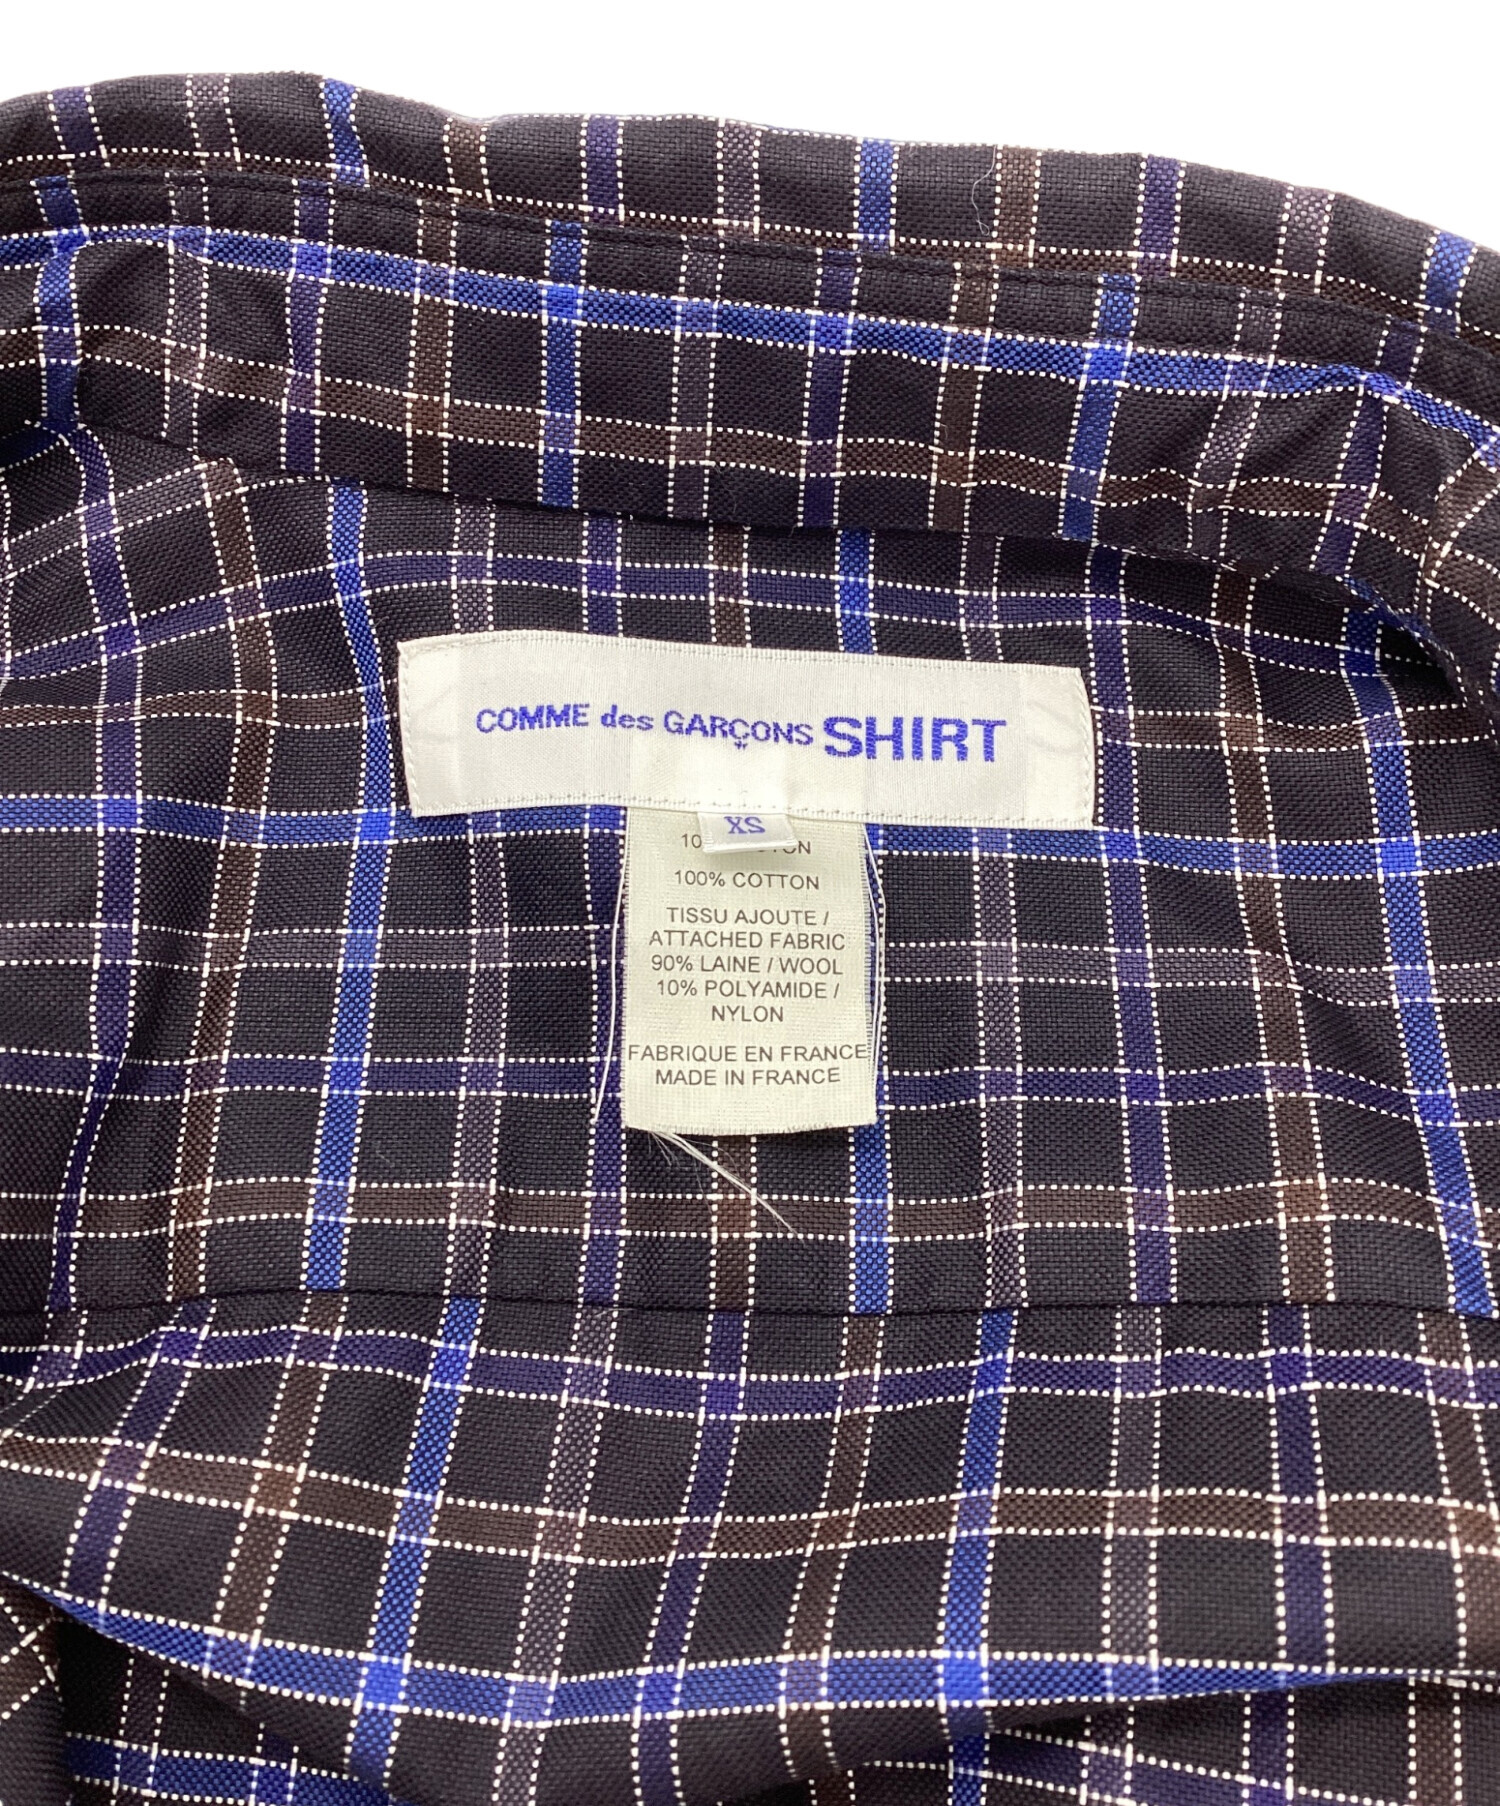 COMME des GARÇONS SHIRT
XS
100% COTTON
TISSU AJOUTE /
ATTACHED FABRIC
90% LAINE / WOOL
10% POLYAMIDE /
NYLON
FABRIQUE EN FRANCE
MADE IN FRANCE